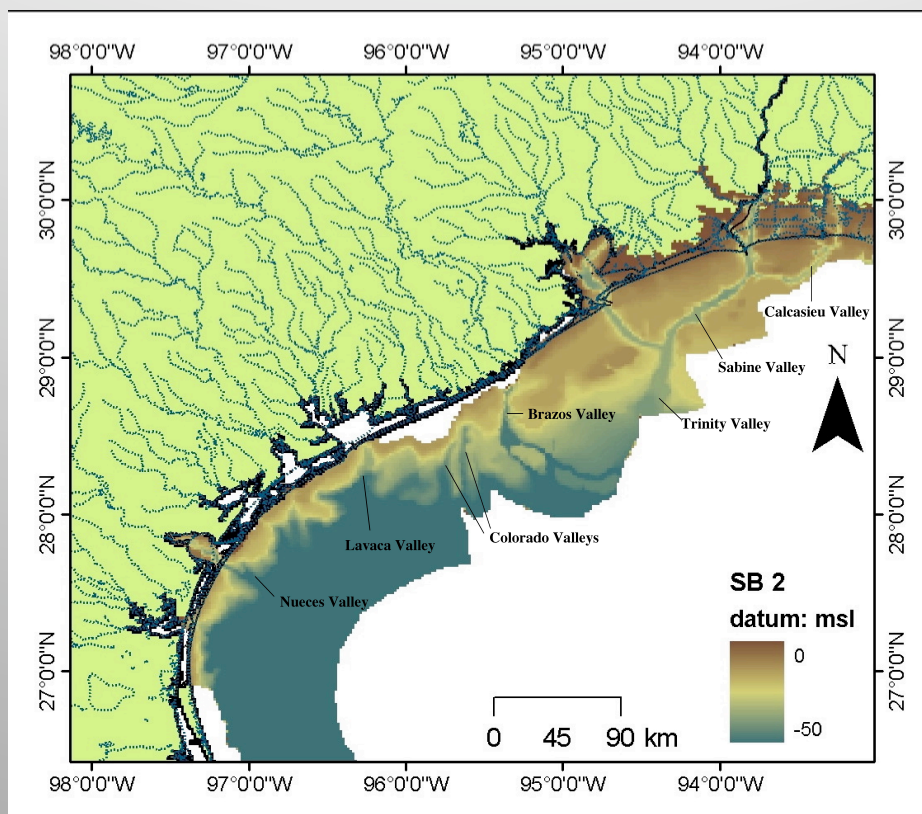 98°0'0"W 97°0'0"W 96°0'0"W 95°0'0"W 94°0'0"W
30°0'0"N 30°0'0"N
Calcasieu Valley
29°0'0"N N 29°0'0"N
Sabine Valley
Brazos Valley
Trinity Valley
28°0'0"N 28°0'0"N
Colorado Valleys
Lavaca Valley
SB 2
Nueces Valley
datum: msl
0
27°0'0"N 27°0'0"N
-50
0 45 90 km
98°0'0"W 97°0'0"W 96°0'0"W 95°0'0"W 94°0'0"W